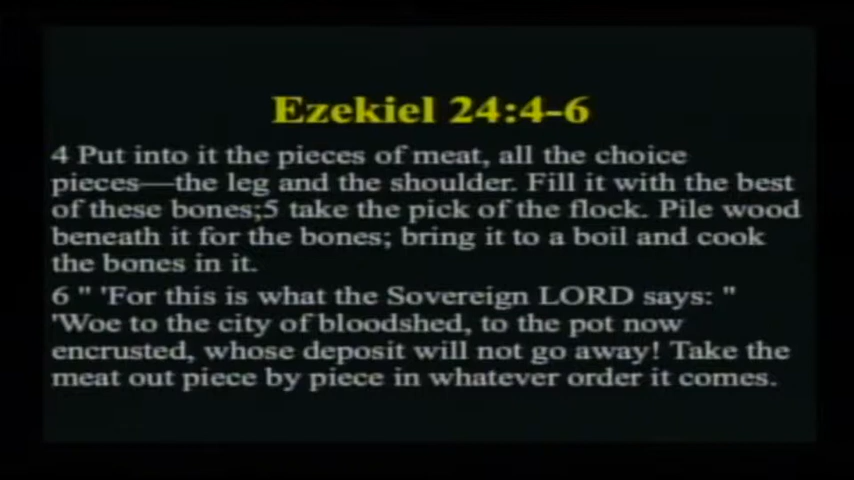 Ezekiel 24:4-6
4 Put into it the pieces of meat, all the choice
pieces—the leg and the shoulder. Fill it with the best
of these bones;5 take the pick of the flock. Pile wood
beneath it for the bones; bring it to a boil and cook
the bones in it.
6 " 'For this is what the Sovereign LORD says: "
'Woe to the city of bloodshed, to the pot now
encrusted, whose deposit will not go away! Take the
meat out piece by piece in whatever order it comes.